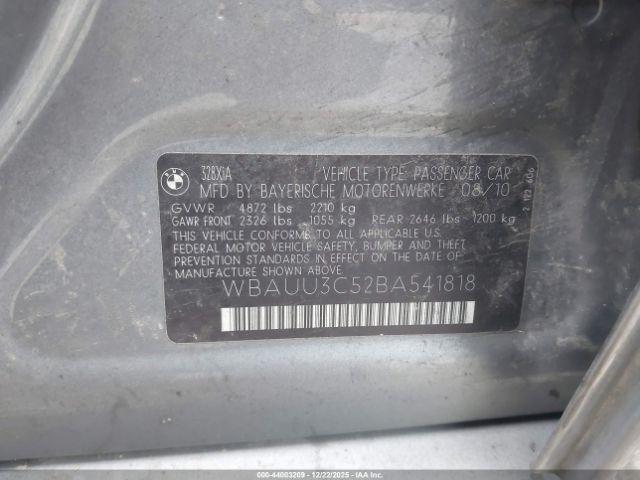 BMW
328XiA VEHICLE TYPE PASSENGER CAR
MFD BY BAYERISCHE MOTORENWERKE 08/10
GVWR 4872 lbs 2210 kg
GAWR FRONT 2326 lbs 1055 kg REAR 2646 lbs 1200 kg
THIS VEHICLE CONFORMS TO ALL APPLICABLE U.S.
FEDERAL MOTOR VEHICLE SAFETY, BUMPER AND THEFT
PREVENTION STANDARDS IN EFFECT ON THE DATE OF
MANUFACTURE SHOWN ABOVE.
WBAUU3C52BA541818
000-44003209 - 12/22/2025 - IAA Inc.